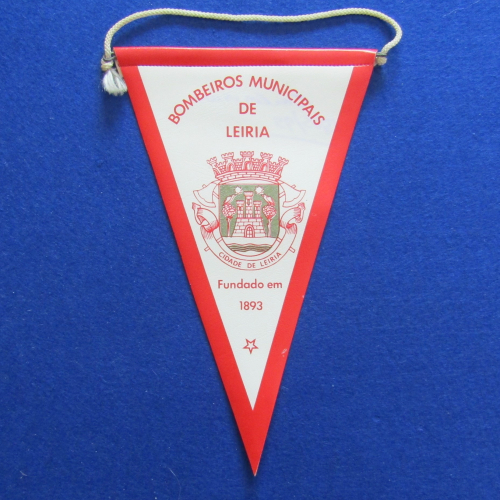 BOMBEIROS MUNICIPAIS
DE
LEIRIA
CIDADE DE LEIRIA
Fundado em
1893